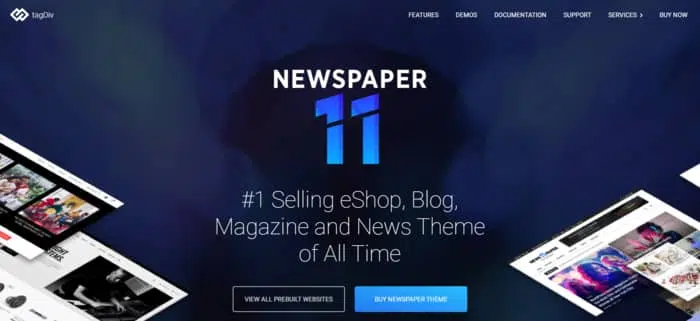 tagDiv
FEATURES DEMOS DOCUMENTATION SUPPORT SERVICES > BUY NOW
NEWSPAPER
11
#1 Selling eShop, Blog,
Magazine and News Theme
of All Time
VIEW ALL PREBUILT WEBSITES BUY NEWSPAPER THEME